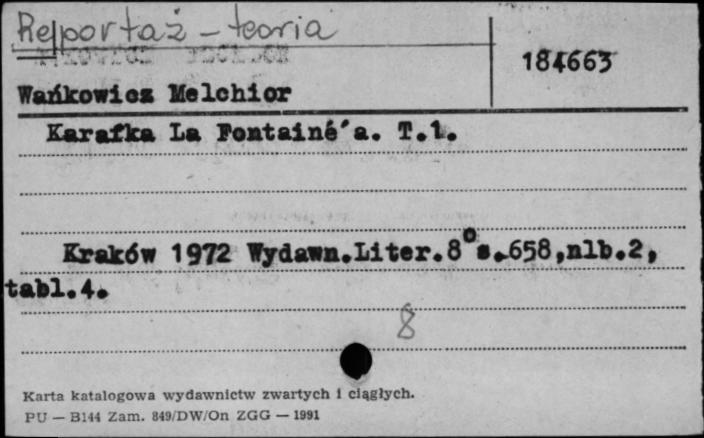 Reportaż – teoria
184663
Wańkowicz Melchior
Karafka La Fontainé'a. T.1.
Kraków 1972 Wydawn.Liter.8° s.658,nlb.2,
tabl.4.
8
Karta katalogowa wydawnictw zwartych i ciągłych.
PU — B144 Zam. 849/DW/On ZGG — 1991